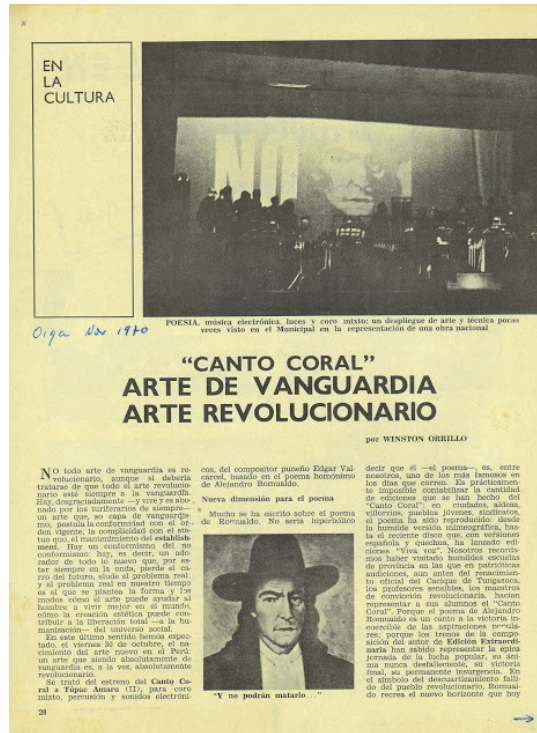 EN
LA
CULTURA
POESIA, música electrónica, luces y coro mixto: un despliegue de arte y técnica pocas
veces visto en el Municipal en la representación de una obra nacional
Oiga Nov 1970
"CANTO CORAL"
ARTE DE VANGUARDIA
ARTE REVOLUCIONARIO
por WINSTON ORRILLO
NO todo arte de vanguardia es re-
volucionario, aunque sí debería
tratarse de que todo el arte revolucio-
nario esté siempre a la vanguardia.
Hay, desgraciadamente —y vive y es abo-
nado por los turiferarios de siempre—
un arte que, so capa de vanguardis-
mo, postula la conformidad con el or-
den vigente, la complicidad con el sta-
tuo quo, el mantenimiento del establish-
ment. Hay un conformismo del no
conformismo: hay, es decir, un ado-
rador de todo lo nuevo que, por es-
tar siempre en la onda, pierde el ca-
rro del futuro, elude el problema real:
y el problema real en nuestro tiempo
es el que se plantea la forma y los
modos cómo el arte puede ayudar al
hombre a vivir mejor en el mundo,
cómo la creación estética puede con-
tribuir a la liberación total —a la hu-
manización— del universo social.
En este último sentido hemos espec-
tado, el viernes 30 de octubre, el na-
cimiento del arte nuevo en el Perú:
un arte que siendo absolutamente de
vanguardia es, a la vez, absolutamente
revolucionario.
Se trató del estreno del Canto Co-
ral a Túpac Amaru (II), para coro
mixto, percusión y sonidos electróni-
28
cos, del compositor puneño Edgar Val-
cárcel, basado en el poema homónimo
de Alejandro Romualdo.
Nueva dimensión para el poema
Mucho se ha escrito sobre el poema
de Romualdo. No sería hiperbólico
"Y no podrán matarlo..."
decir que él —el poema—, es, entre
nosotros, uno de los más famosos en
los días que corren. Es prácticamen-
te imposible contabilizar la cantidad
de ediciones que se han hecho del
"Canto Coral": en ciudades, aldeas,
villorrios, pueblos jóvenes, sindicatos,
el poema ha sido reproducido: desde
la humilde versión mimeográfica, has-
ta el reciente disco que, con versiones
española y quechua, ha lanzado edi-
ciones "Viva voz". Nosotros recorda-
mos haber visitado humildes escuelas
de provincia en las que en patrióticas
audiciones, aun antes del renacimien-
to oficial del Cacique de Tungasuca,
los profesores sensibles, los maestros
de convicción revolucionaria, hacían
representar a sus alumnos el "Canto
Coral". Porque el poema de Alejandro
Romualdo es un canto a la victoria in-
coercible de las aspiraciones popula-
res; porque los trenos de la compo-
sición del autor de Edición Extraordi-
naria han sabido representar la épica
jornada de la lucha popular, su áni-
ma nunca desfalleciente, su victoria
final, su permanente insurgencia. En
el símbolo del descuartizamiento falli-
do del pueblo revolucionario, Romual-
do recrea el nuevo horizonte que hoy